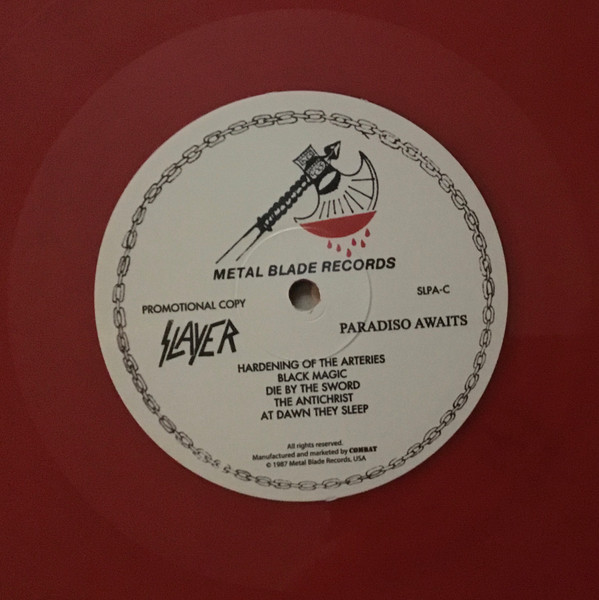 METAL BLADE RECORDS
PROMOTIONAL COPY
SLPA-C
SLAYER
PARADISO AWAITS
HARDENING OF THE ARTERIES
BLACK MAGIC
DIE BY THE SWORD
THE ANTICHRIST
AT DAWN THEY SLEEP
All rights reserved.
Manufactured and marketed by COMBAT
© 1987 Metal Blade Records, USA